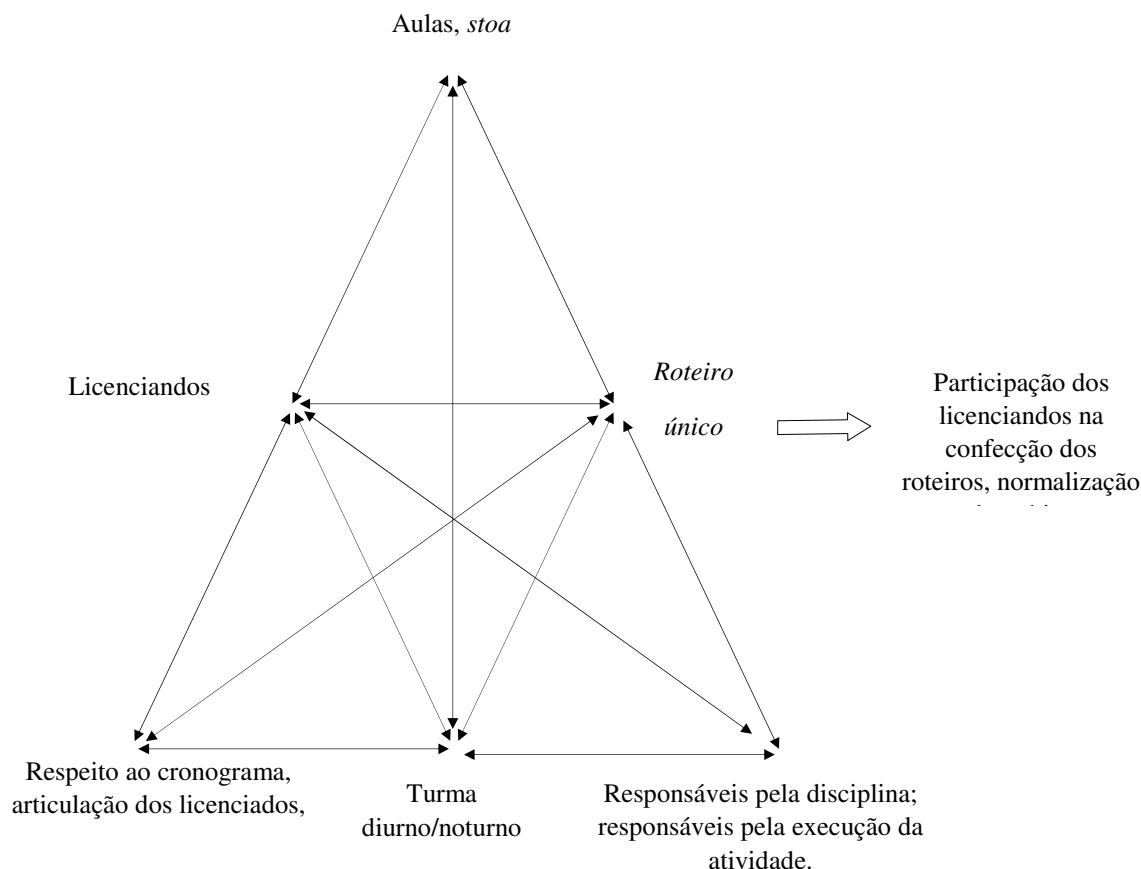 Aulas, stoa
Licenciandos
Roteiro
único
Participação dos
licenciandos na
confecção dos
roteiros, normalização
Respeito ao cronograma,
articulação dos licenciados,
Turma
diurno/noturno
Responsáveis pela disciplina;
responsáveis pela execução da
atividade.